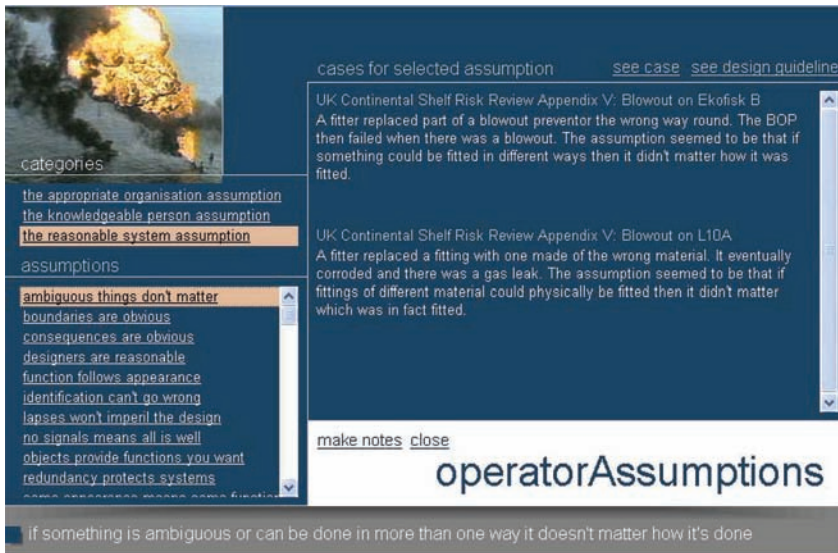 categories
the appropriate organisation assumption
the knowledgeable person assumption
the reasonable system assumption
assumptions
ambiguous things don't matter
boundaries are obvious
consequences are obvious
designers are reasonable
function follows appearance
identification can't go wrong
lapses won't imperil the design
no signals means all is well
objects provide functions you want
redundancy protects systems
same appearance means same function
cases for selected assumption see case see design guideline
UK Continental Shelf Risk Review Appendix V: Blowout on Ekofisk B
A fitter replaced part of a blowout preventor the wrong way round. The BOP
then failed when there was a blowout. The assumption seemed to be that if
something could be fitted in different ways then it didn't matter how it was
fitted.
UK Continental Shelf Risk Review Appendix V: Blowout on L10A
A fitter replaced a fitting with one made of the wrong material. It eventually
corroded and there was a gas leak. The assumption seemed to be that if
fittings of different material could physically be fitted then it didn't matter
which was in fact fitted.
make notes close
operatorAssumptions
if something is ambiguous or can be done in more than one way it doesn't matter how it's done